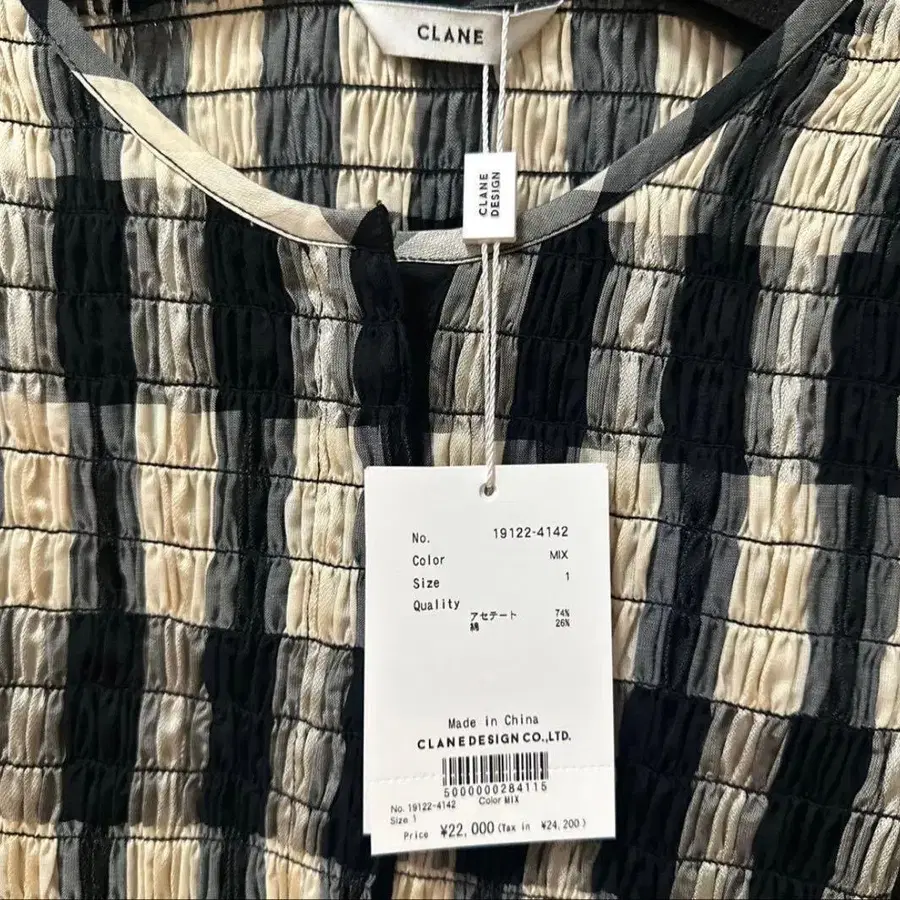 CLANE
CLANE
DESIGN
No. 19122-4142
Color MIX
Size 1
Quality
アセテート 74%
綿 26%
Made in China
CLANEDESIGN CO.,LTD.
5000000284115
No. 19122-4142 Color MIX
Size 1
Price ¥22,000 (Tax in ¥24,200)